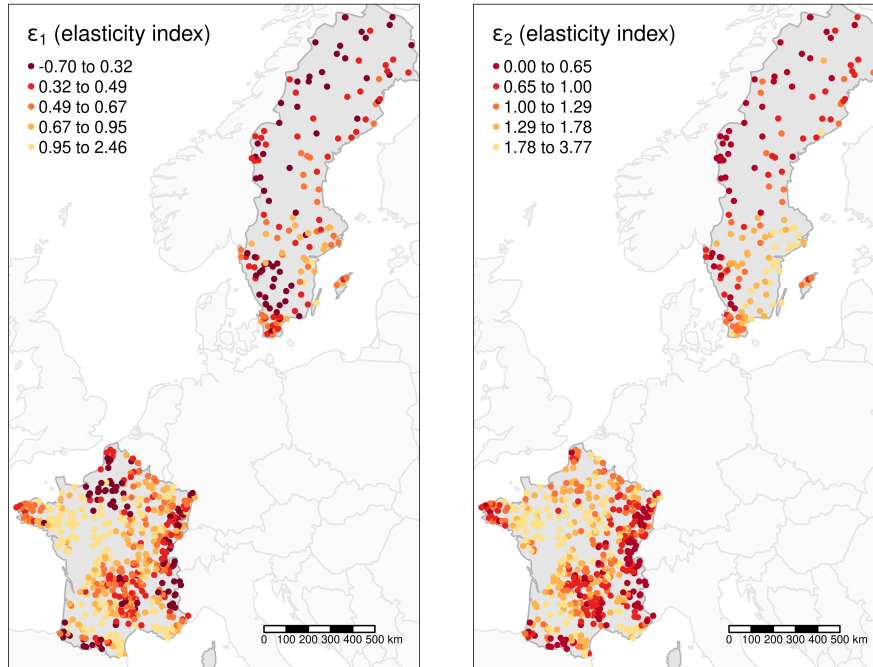 ε1 (elasticity index)
-0.70 to 0.32
0.32 to 0.49
0.49 to 0.67
0.67 to 0.95
0.95 to 2.46
0 100 200 300 400 500 km
ε2 (elasticity index)
0.00 to 0.65
0.65 to 1.00
1.00 to 1.29
1.29 to 1.78
1.78 to 3.77
0 100 200 300 400 500 km